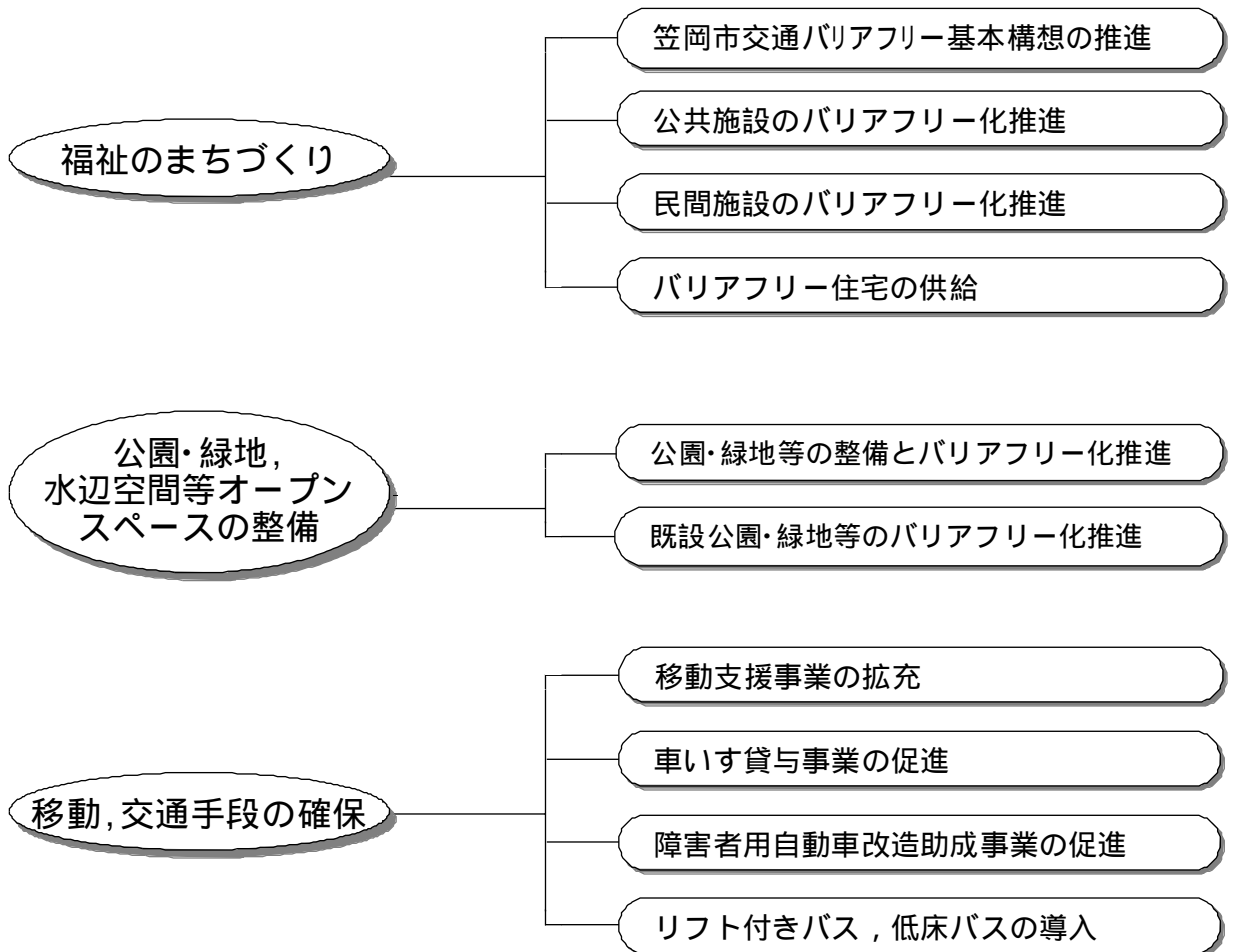 福祉のまちづくり
笠岡市交通バリアフリー基本構想の推進
公共施設のバリアフリー化推進
民間施設のバリアフリー化推進
バリアフリー住宅の供給
公園・緑地,
水辺空間等オープン
スペースの整備
公園・緑地等の整備とバリアフリー化推進
既設公園・緑地等のバリアフリー化推進
移動,交通手段の確保
移動支援事業の拡充
車いす貸与事業の促進
障害者用自動車改造助成事業の促進
リフト付きバス，低床バスの導入